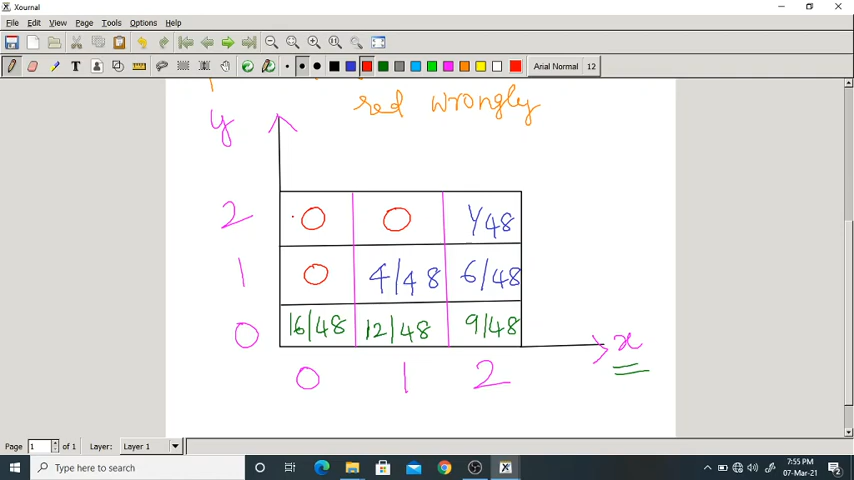 Xournal
File Edit View Page Tools Options Help
Arial Normal 12
red wrongly
y
2 0 0 1/48
1 0 4/48 6/48
0 16/48 12/48 9/48
x
0 1 2
Page 1 of 1 Layer: Layer 1
Type here to search
7:55 PM
07-Mar-21
2